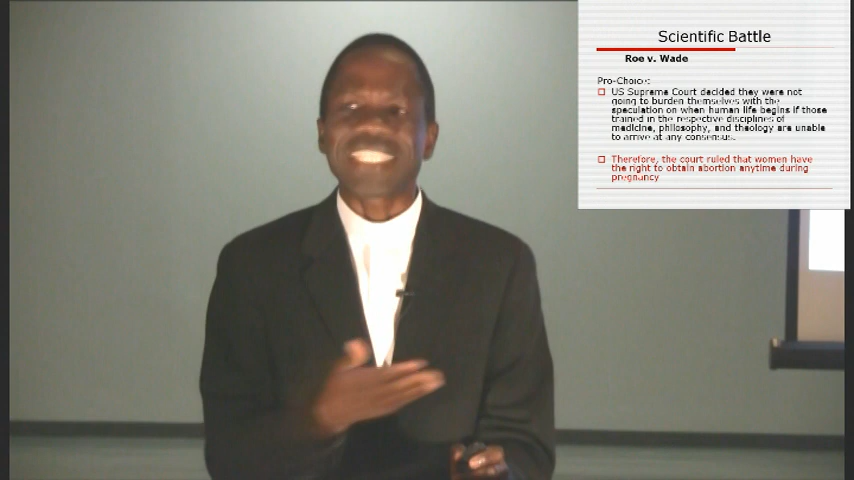 Scientific Battle
Roe v. Wade
Pro-Choice:
US Supreme Court decided they were not
going to burden themselves with the
speculation on when human life begins if those
trained in the respective disciplines of
medicine, philosophy, and theology are unable
to arrive at any consensus.
Therefore, the court ruled that women have
the right to obtain abortion anytime during
pregnancy